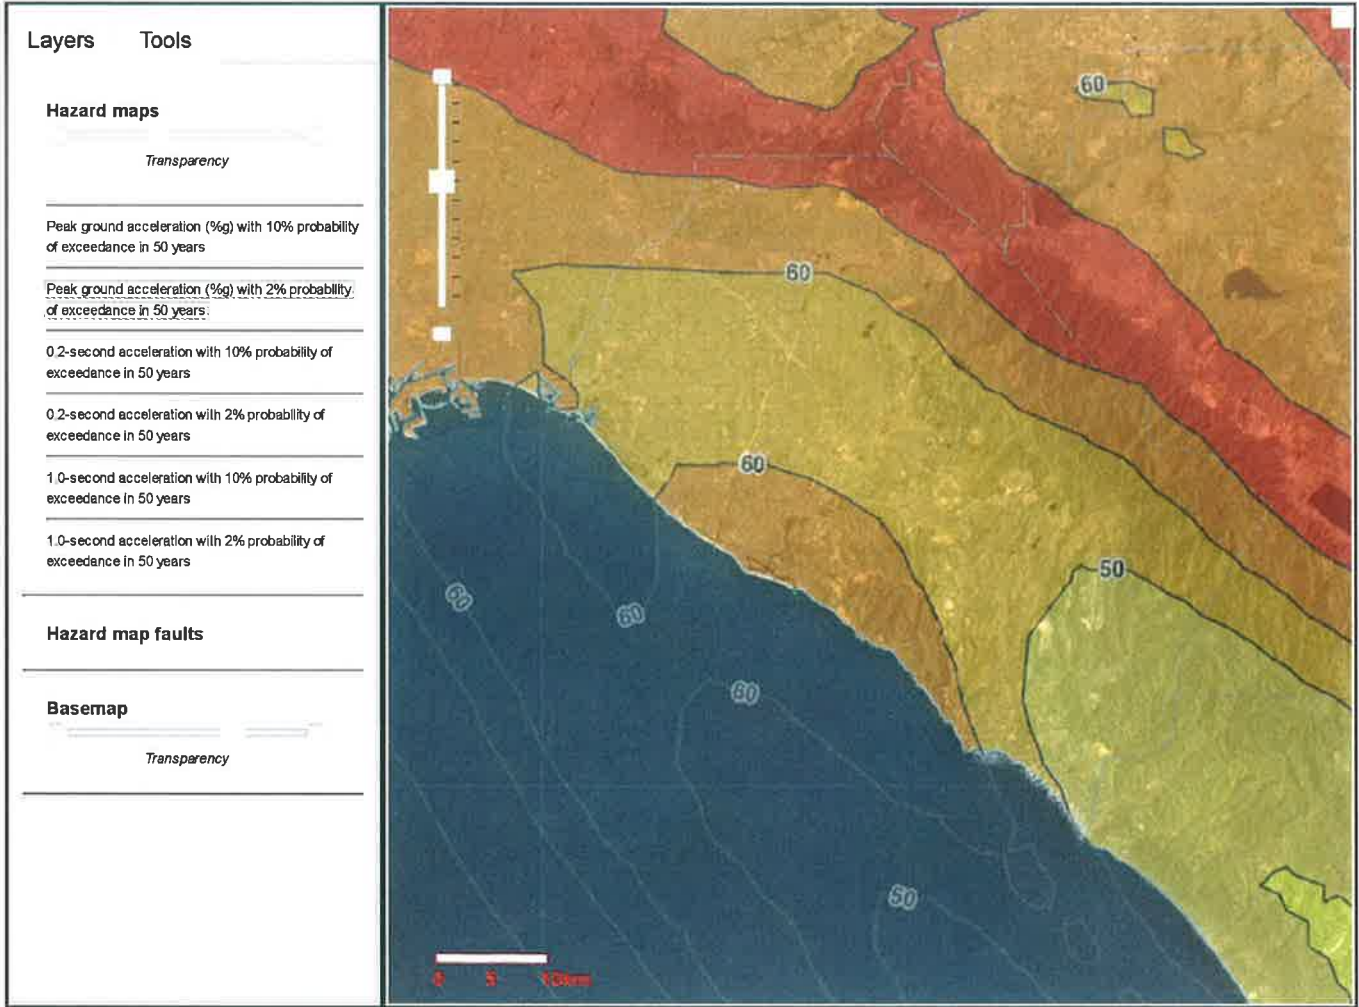 Layers Tools
Hazard maps
Transparency
Peak ground acceleration (%g) with 10% probability
of exceedance in 50 years
Peak ground acceleration (%g) with 2% probability
of exceedance in 50 years
0.2-second acceleration with 10% probability of
exceedance in 50 years
0.2-second acceleration with 2% probability of
exceedance in 50 years
1.0-second acceleration with 10% probability of
exceedance in 50 years
1.0-second acceleration with 2% probability of
exceedance in 50 years
Hazard map faults
Basemap
Transparency
60
60
60
50
60
60
60
50
0 5 10km